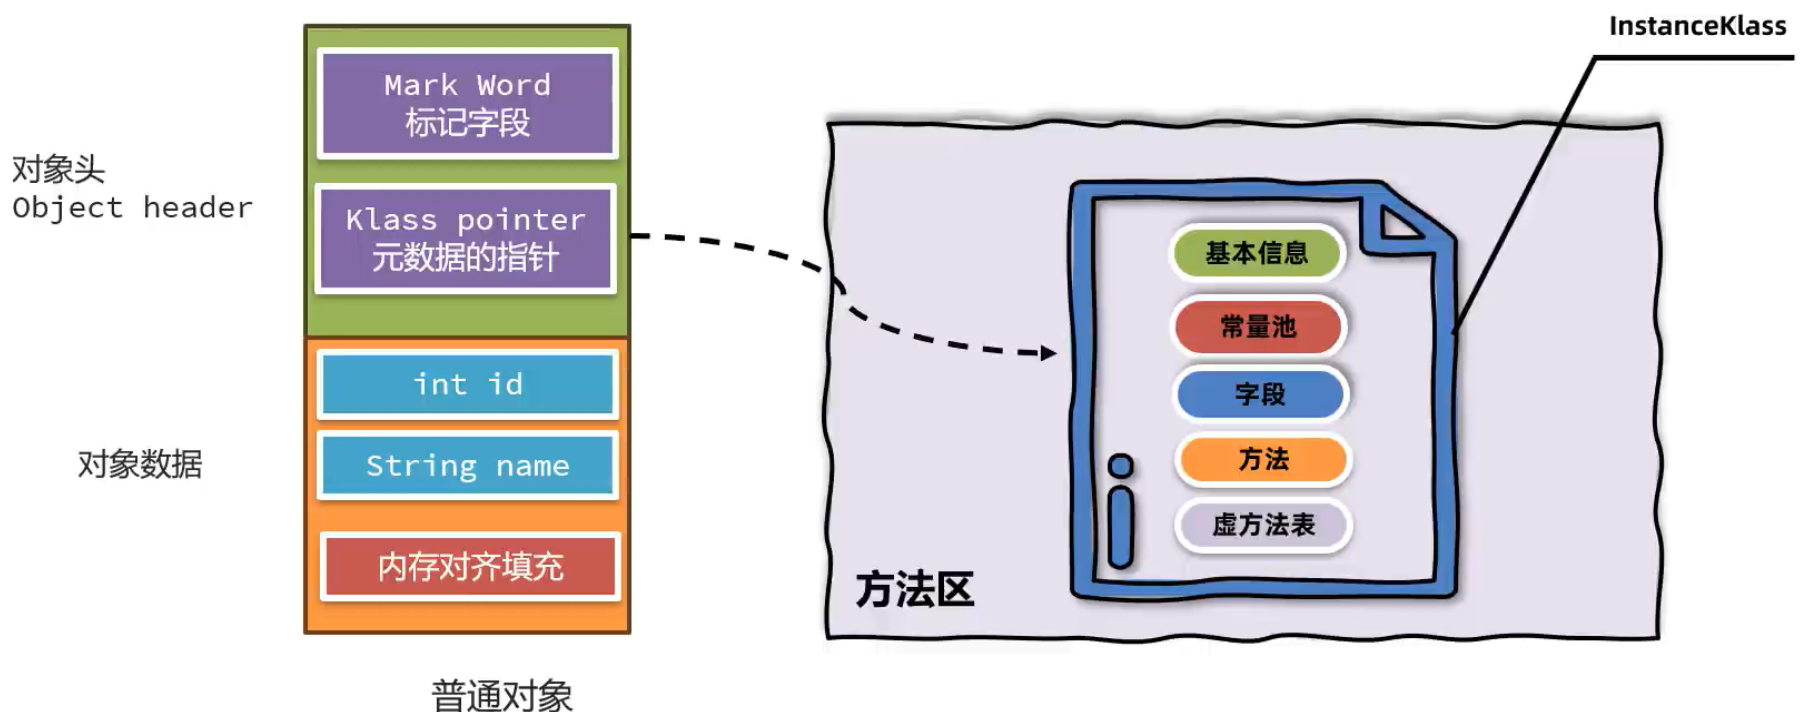 InstanceKlass
Mark Word
标记字段
对象头
Object header
Klass pointer
元数据的指针
int id
String name
对象数据
内存对齐填充
普通对象
基本信息
常量池
字段
方法
虚方法表
方法区